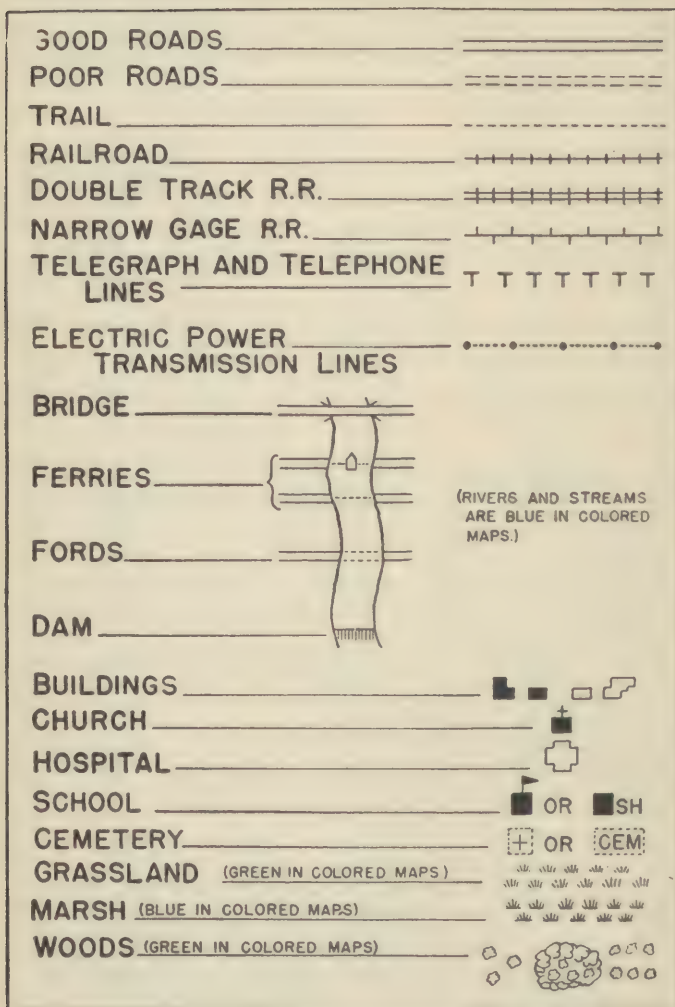 GOOD ROADS
POOR ROADS
TRAIL
RAILROAD
DOUBLE TRACK R.R.
NARROW GAGE R.R.
TELEGRAPH AND TELEPHONE
LINES
T T T T T T T
ELECTRIC POWER
TRANSMISSION LINES
BRIDGE
FERRIES
(RIVERS AND STREAMS
ARE BLUE IN COLORED
MAPS.)
FORDS
DAM
BUILDINGS
CHURCH
HOSPITAL
SCHOOL OR SH
CEMETERY OR CEM
GRASSLAND (GREEN IN COLORED MAPS)
MARSH (BLUE IN COLORED MAPS)
WOODS (GREEN IN COLORED MAPS)